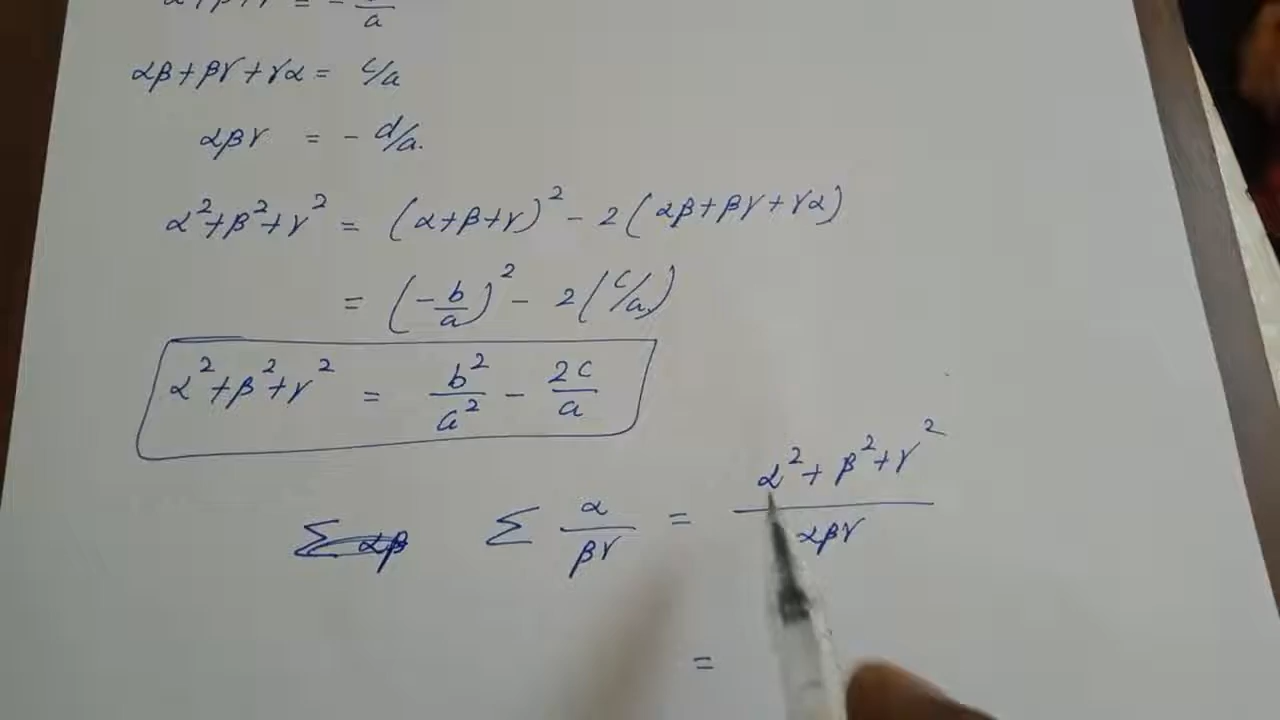 α+β+γ = -b/a
αβ+βγ+γα = c/a
αβγ = - d/a.
α²+β²+γ² = (α+β+γ)² - 2(αβ+βγ+γα)
= (-b/a)² - 2(c/a)
α²+β²+γ² = b²/a² - 2c/a
Σ αβ Σ α/βγ = α²+β²+γ²/αβγ
=